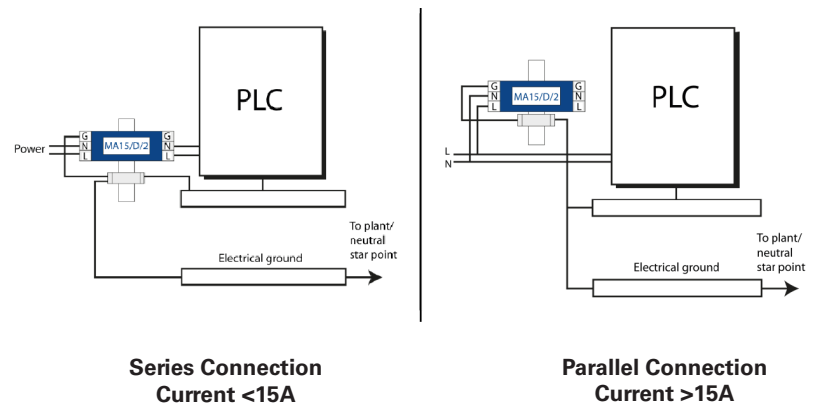 PLC
G
N
L
MA15/D/2
G
N
L
Power
To plant/
neutral
star point
Electrical ground
Series Connection
Current <15A
PLC
G
N
L
MA15/D/2
G
N
L
L
N
To plant/
neutral
star point
Electrical ground
Parallel Connection
Current >15A